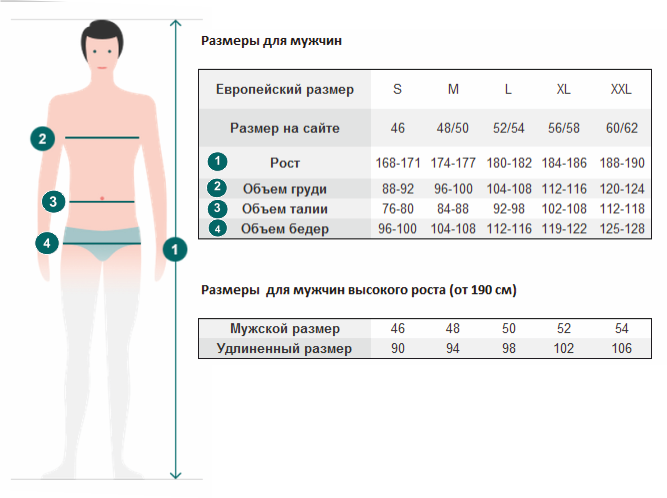 Размеры для мужчин
Европейский размер S M L XL XXL
Размер на сайте 46 48/50 52/54 56/58 60/62
1 Рост 168-171 174-177 180-182 184-186 188-190
2 Объем груди 88-92 96-100 104-108 112-116 120-124
3 Объем талии 76-80 84-88 92-98 102-108 112-118
4 Объем бедер 96-100 104-108 112-116 119-122 125-128
2
3
4
1
Размеры для мужчин высокого роста (от 190 см)
Мужской размер 46 48 50 52 54
Удлиненный размер 90 94 98 102 106